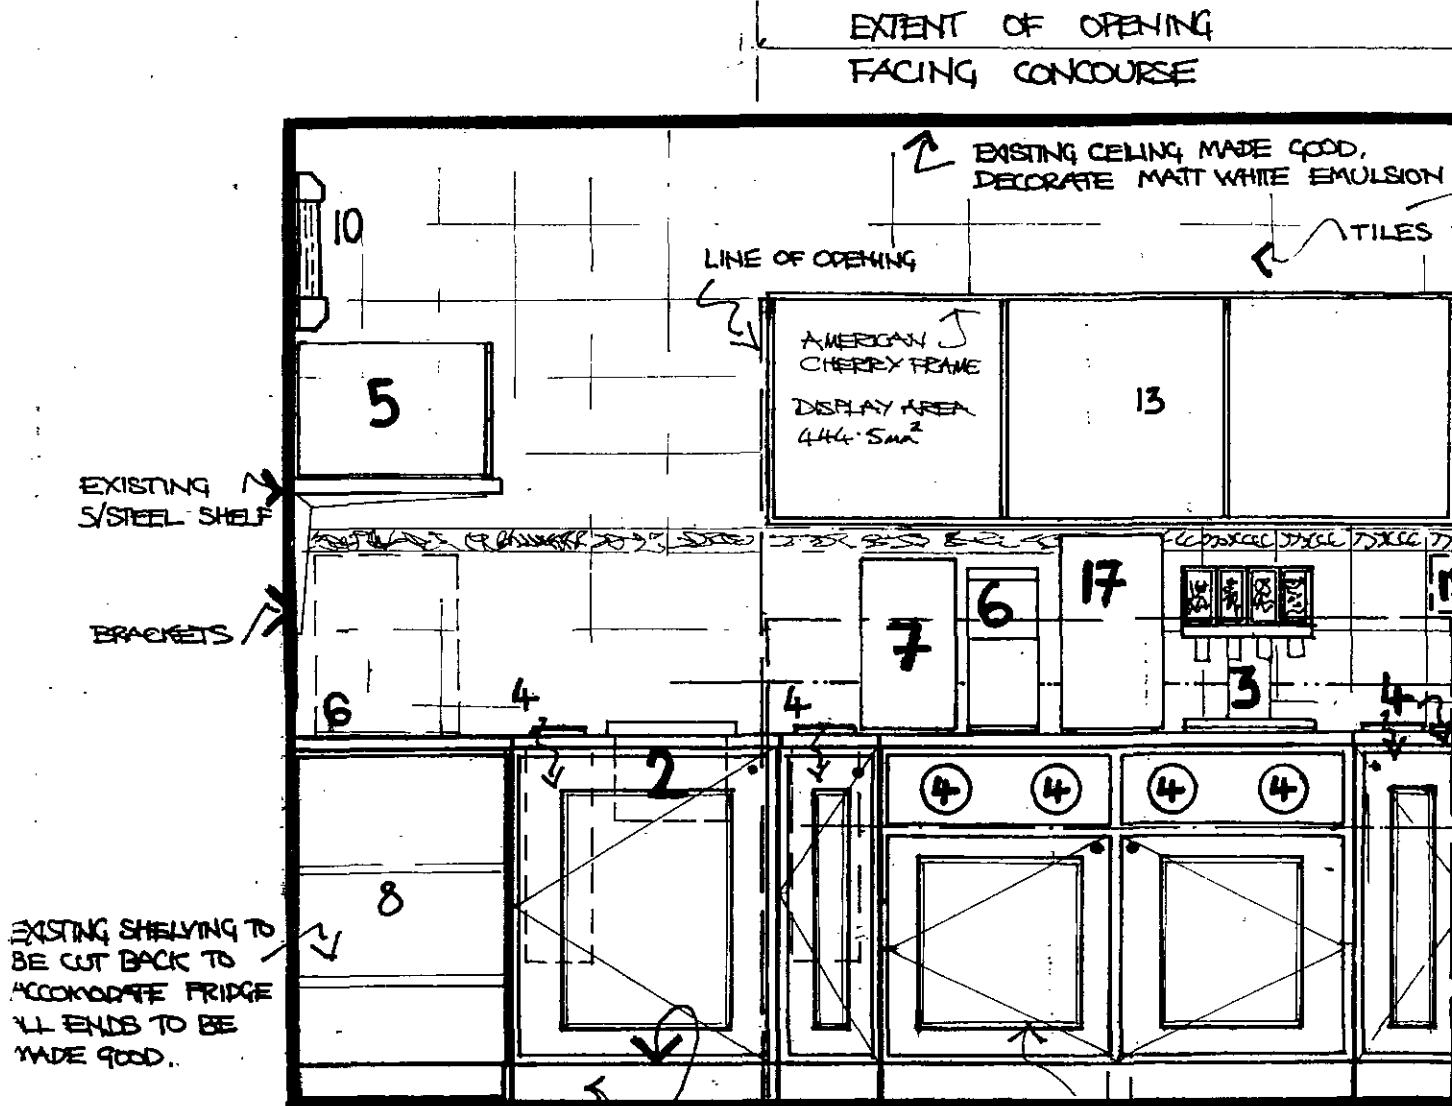 EXTENT OF OPENING
FACING CONCOURSE
EXISTING CEILING MADE GOOD.
DECORATE MATT WHITE EMULSION
TILES
10
LINE OF OPENING
AMERICAN
CHERRY FRAME
DISPLAY AREA
444.5mm²
13
5
EXISTING
S/STEEL SHELF
BRACKETS
7
6
17
3
6
4
4
4
2
4
4
4
4
8
EXISTING SHELVING TO
BE CUT BACK TO
ACCOMODATE FRIDGE
ENDS TO BE
MADE GOOD.